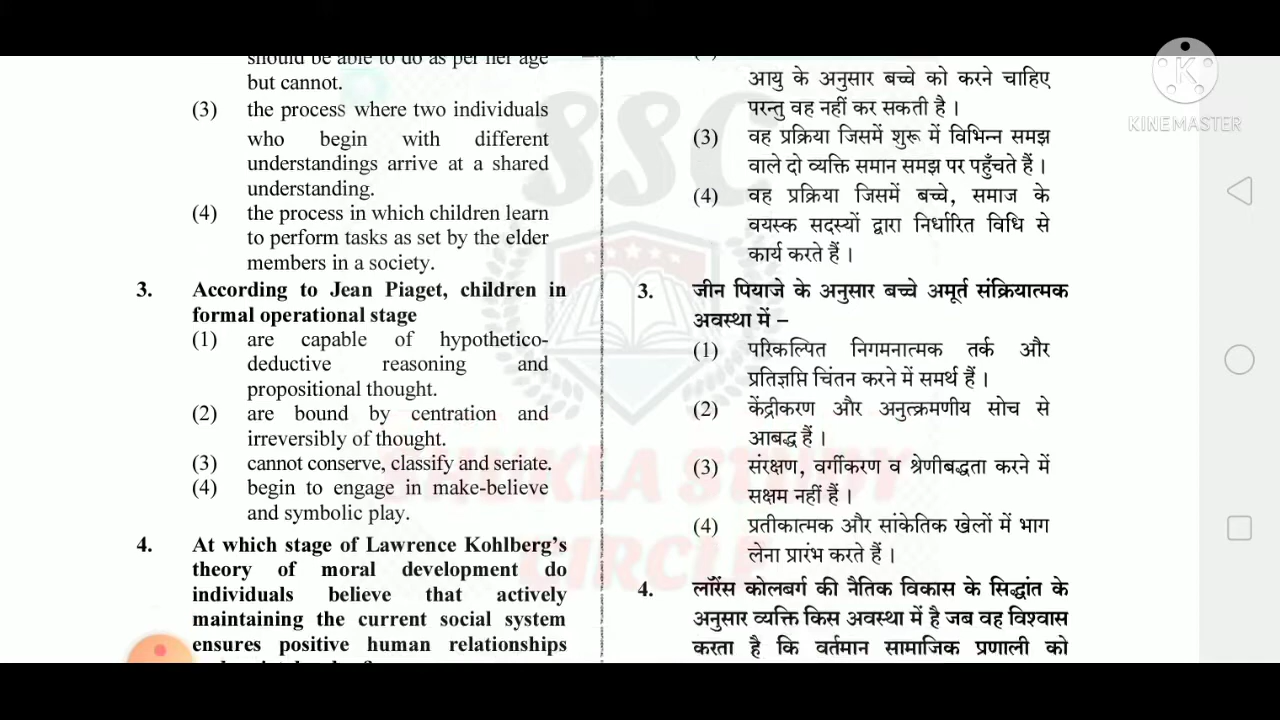 should be able to do as per her age
but cannot.
(3) the process where two individuals
who begin with different
understandings arrive at a shared
understanding.
(4) the process in which children learn
to perform tasks as set by the elder
members in a society.
3. According to Jean Piaget, children in
formal operational stage
(1) are capable of hypothetico-
deductive reasoning and
propositional thought.
(2) are bound by centration and
irreversibly of thought.
(3) cannot conserve, classify and seriate.
(4) begin to engage in make-believe
and symbolic play.
4. At which stage of Lawrence Kohlberg's
theory of moral development do
individuals believe that actively
maintaining the current social system
ensures positive human relationships
आयु के अनुसार बच्चे को करने चाहिए
परन्तु वह नहीं कर सकती है।
(3) वह प्रक्रिया जिसमें शुरू में विभिन्न समझ
वाले दो व्यक्ति समान समझ पर पहुँचते हैं।
(4) वह प्रक्रिया जिसमें बच्चे, समाज के
वयस्क सदस्यों द्वारा निर्धारित विधि से
कार्य करते हैं।
3. जीन पियाजे के अनुसार बच्चे अमूर्त संक्रियात्मक
अवस्था में –
(1) परिकल्पित निगमनात्मक तर्क और
प्रतिज्ञप्ति चिंतन करने में समर्थ हैं।
(2) केंद्रीकरण और अनुत्क्रमणीय सोच से
आबद्ध हैं।
(3) संरक्षण, वर्गीकरण व श्रेणीबद्धता करने में
सक्षम नहीं हैं।
(4) प्रतीकात्मक और सांकेतिक खेलों में भाग
लेना प्रारंभ करते हैं।
4. लॉरेंस कोलबर्ग की नैतिक विकास के सिद्धांत के
अनुसार व्यक्ति किस अवस्था में है जब वह विश्वास
करता है कि वर्तमान सामाजिक प्रणाली को
SSC
SHUKLA STUDY
CIRCLE
K
KINEMASTER